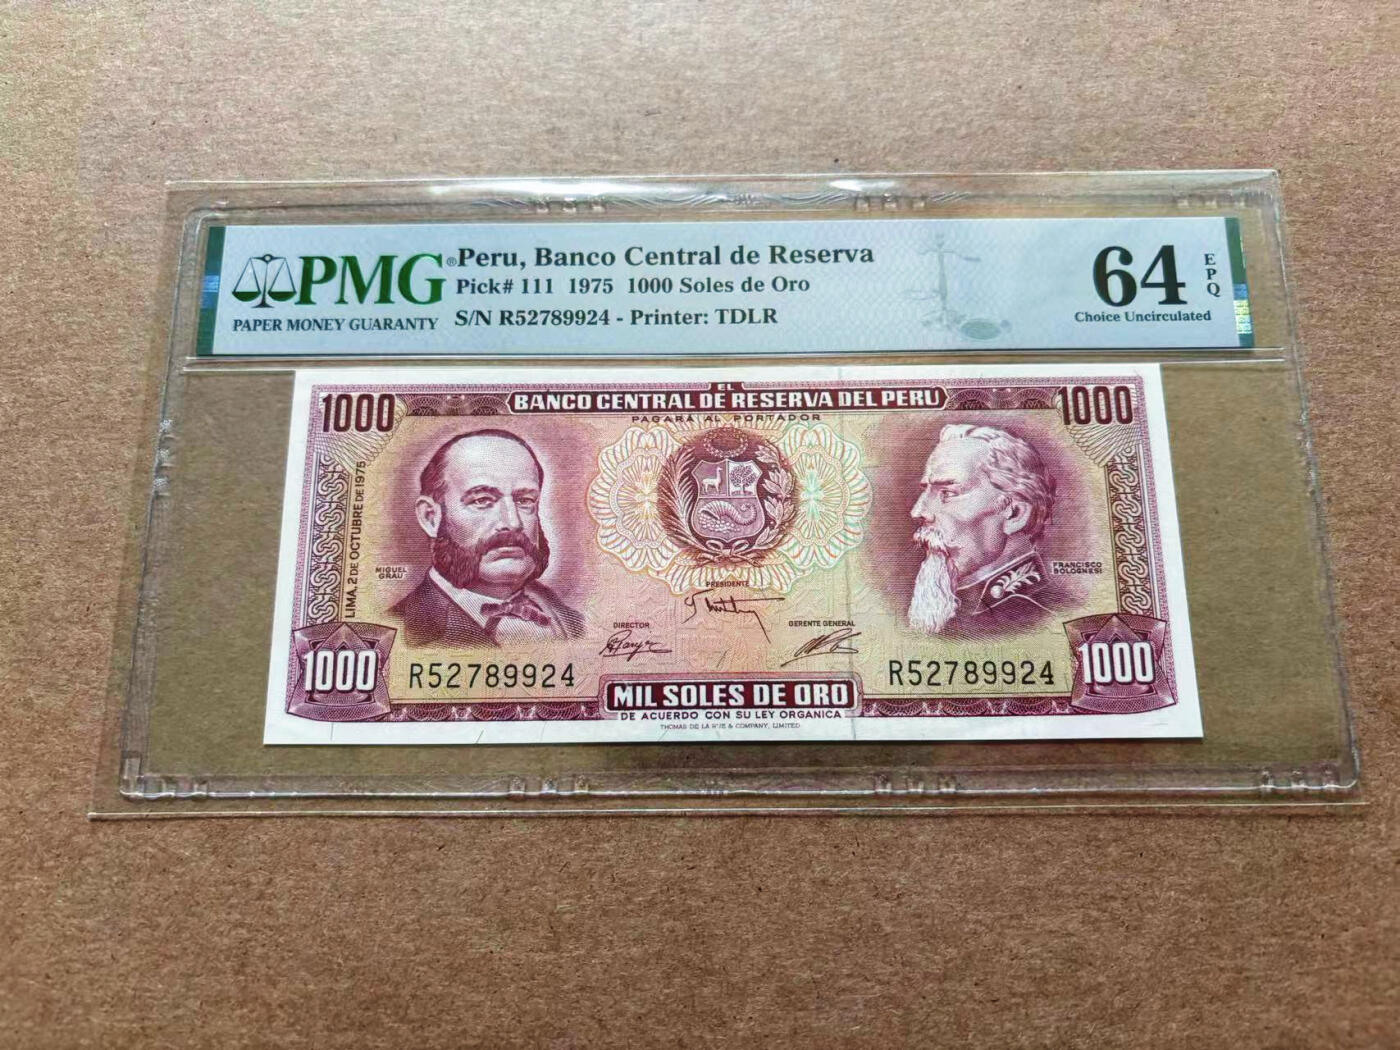 PMG®
PAPER MONEY GUARANTY
Peru, Banco Central de Reserva
Pick# 111 1975 1000 Soles de Oro
S/N R52789924 - Printer: TDLR
64 EPQ
Choice Uncirculated
EL
BANCO CENTRAL DE RESERVA DEL PERU
PAGARÁ AL PORTADOR
1000
1000
LIMA, 2 DE OCTUBRE DE 1975
MIGUEL
GRAU
FRANCISCO
BOLOGNESI
PRESIDENTE
DIRECTOR
GERENTE GENERAL
1000
R52789924
R52789924
1000
MIL SOLES DE ORO
DE ACUERDO CON SU LEY ORGANICA
THOMAS DE LA RUE & COMPANY, LIMITED